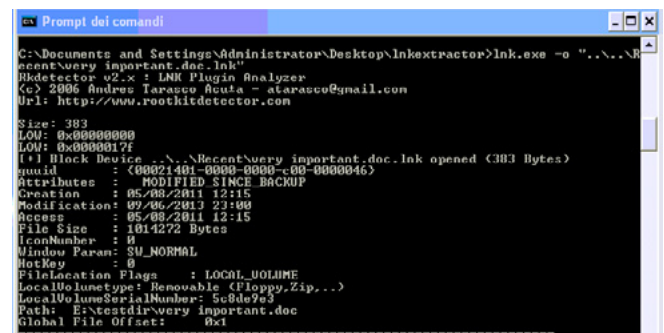 Prompt dei comandi
C:\Documents and Settings\Administrator\Desktop\lnkextractor>lnk.exe -o "..\..\R
ecent\very important.doc.lnk"
Rkdetector v2.x : LNK Plugin Analyzer
(c) 2006 Andres Tarasco Acu±a - atarasco@gmail.com
Url: http://www.rootkitdetector.com
Size: 383
LOW: 0x00000000
LOW: 0x0000017f
[+] Block Device ..\..\Recent\very important.doc.lnk opened (383 Bytes)
guuid : {00021401-0000-0000-c00-0000046}
Attributes : MODIFIED_SINCE_BACKUP
Creation : 05/08/2011 12:15
Modification: 09/06/2013 23:00
Access : 05/08/2011 12:15
File Size : 1014272 Bytes
IconNumber : 0
Window Param: SW_NORMAL
HotKey : 0
FileLocation Flags : LOCAL_VOLUME
LocalVolumetype: Removable (Floppy,Zip,..)
LocalVolumeSerialNumber: 5c8de9e3
Path: E:\testdir\very important.doc
Global File Offset: 0x1